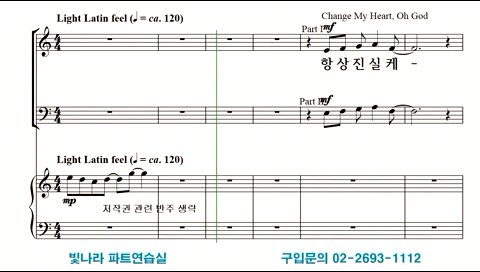 Light Latin feel (♩ = ca. 120)
Change My Heart, Oh God
Part I
mf
항상진실케 -
Part II
mf
Light Latin feel (♩ = ca. 120)
mp
저작권 관련 반주 생략
빛나라 파트연습실
구입문의 02-2693-1112